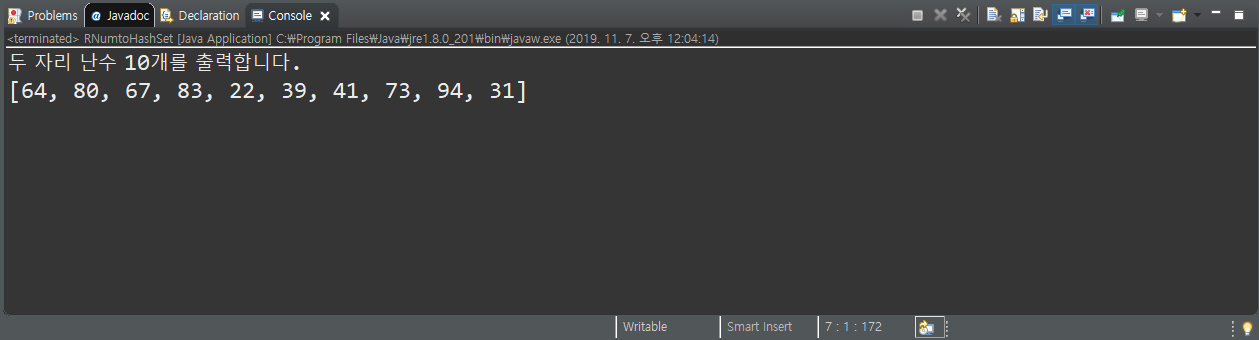 Problems @ Javadoc Declaration Console
<terminated> RNumtoHashSet [Java Application] C:₩Program Files₩Java₩jre1.8.0_201₩bin₩javaw.exe (2019. 11. 7. 오후 12:04:14)
두 자리 난수 10개를 출력합니다.
[64, 80, 67, 83, 22, 39, 41, 73, 94, 31]
Writable Smart Insert 7 : 1 : 172